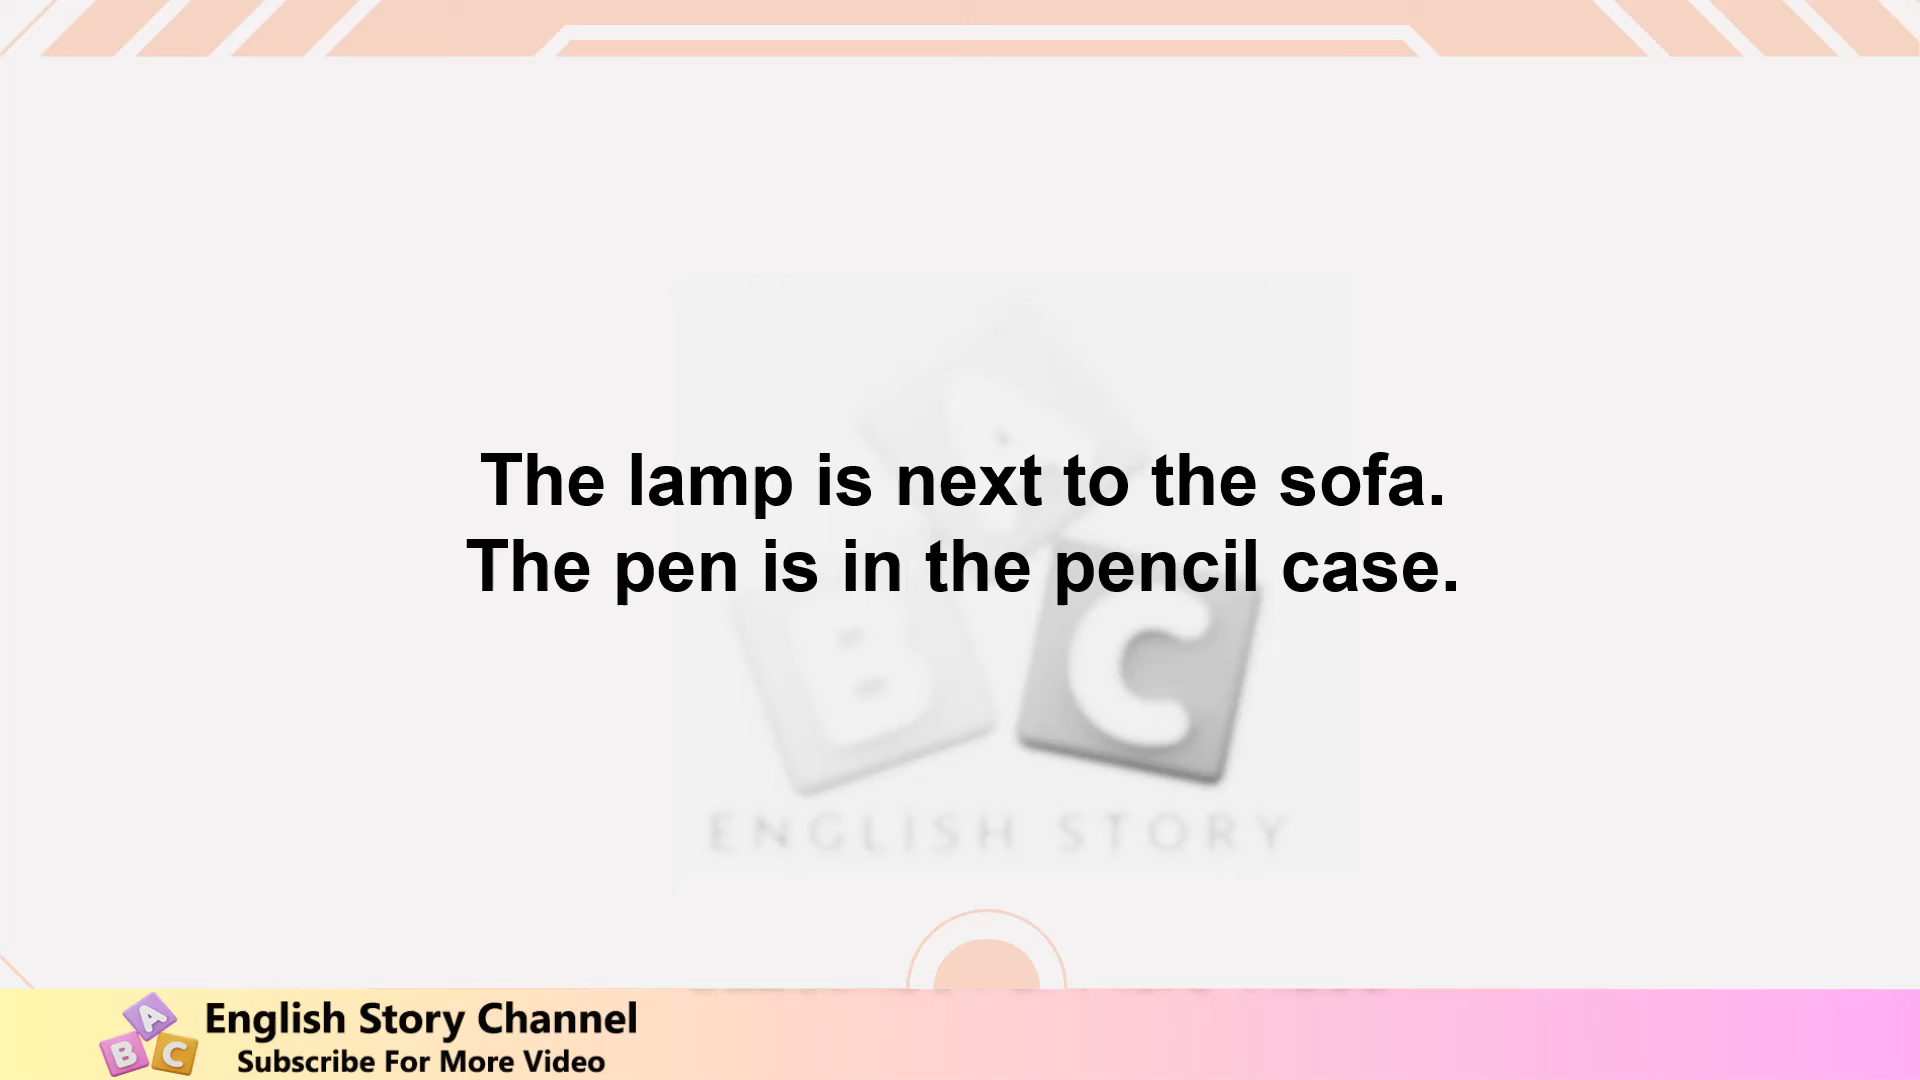 The lamp is next to the sofa.
The pen is in the pencil case.
A
B
C
ENGLISH STORY
A
B
C
English Story Channel
Subscribe For More Video